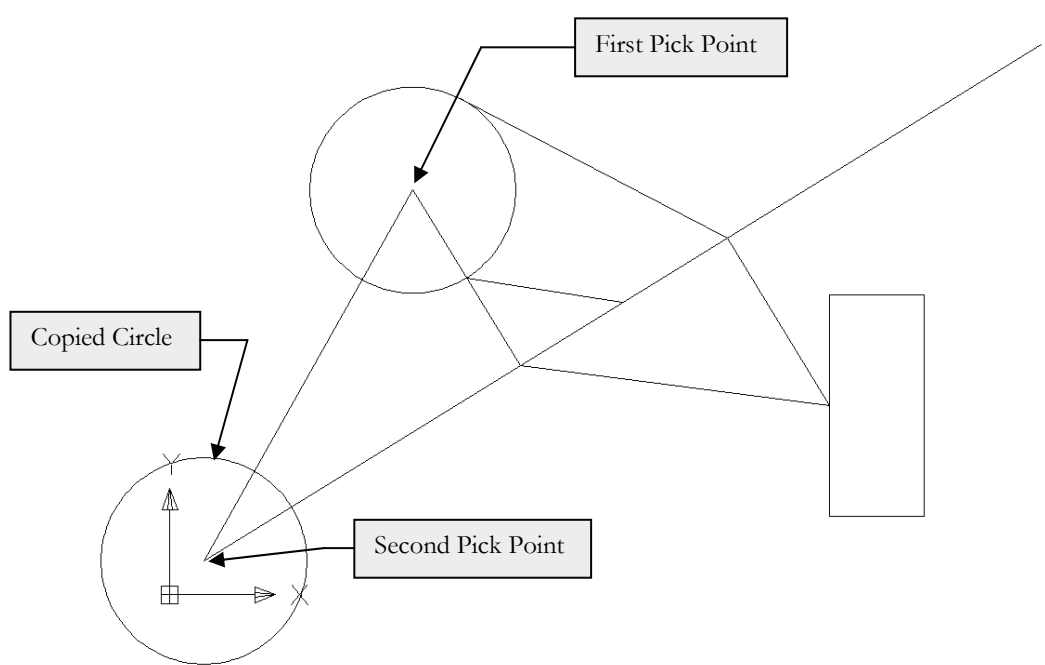 First Pick Point
Copied Circle
Y
Second Pick Point
X